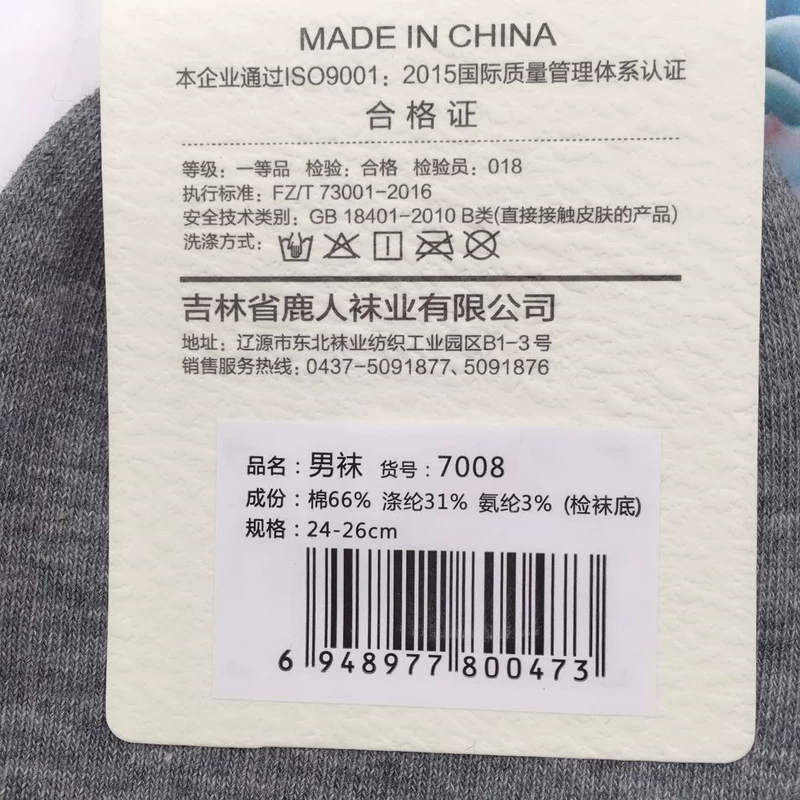 MADE IN CHINA
本企业通过ISO9001：2015国际质量管理体系认证
合格证
等级：一等品 检验：合格 检验员：018
执行标准：FZ/T 73001-2016
安全技术类别：GB 18401-2010 B类(直接接触皮肤的产品)
洗涤方式：
吉林省鹿人袜业有限公司
地址：辽源市东北袜业纺织工业园区B1-3号
销售服务热线：0437-5091877、5091876
品名：男袜 货号：7008
成份：棉66% 涤纶31% 氨纶3% (检袜底)
规格：24-26cm
6 948977 800473